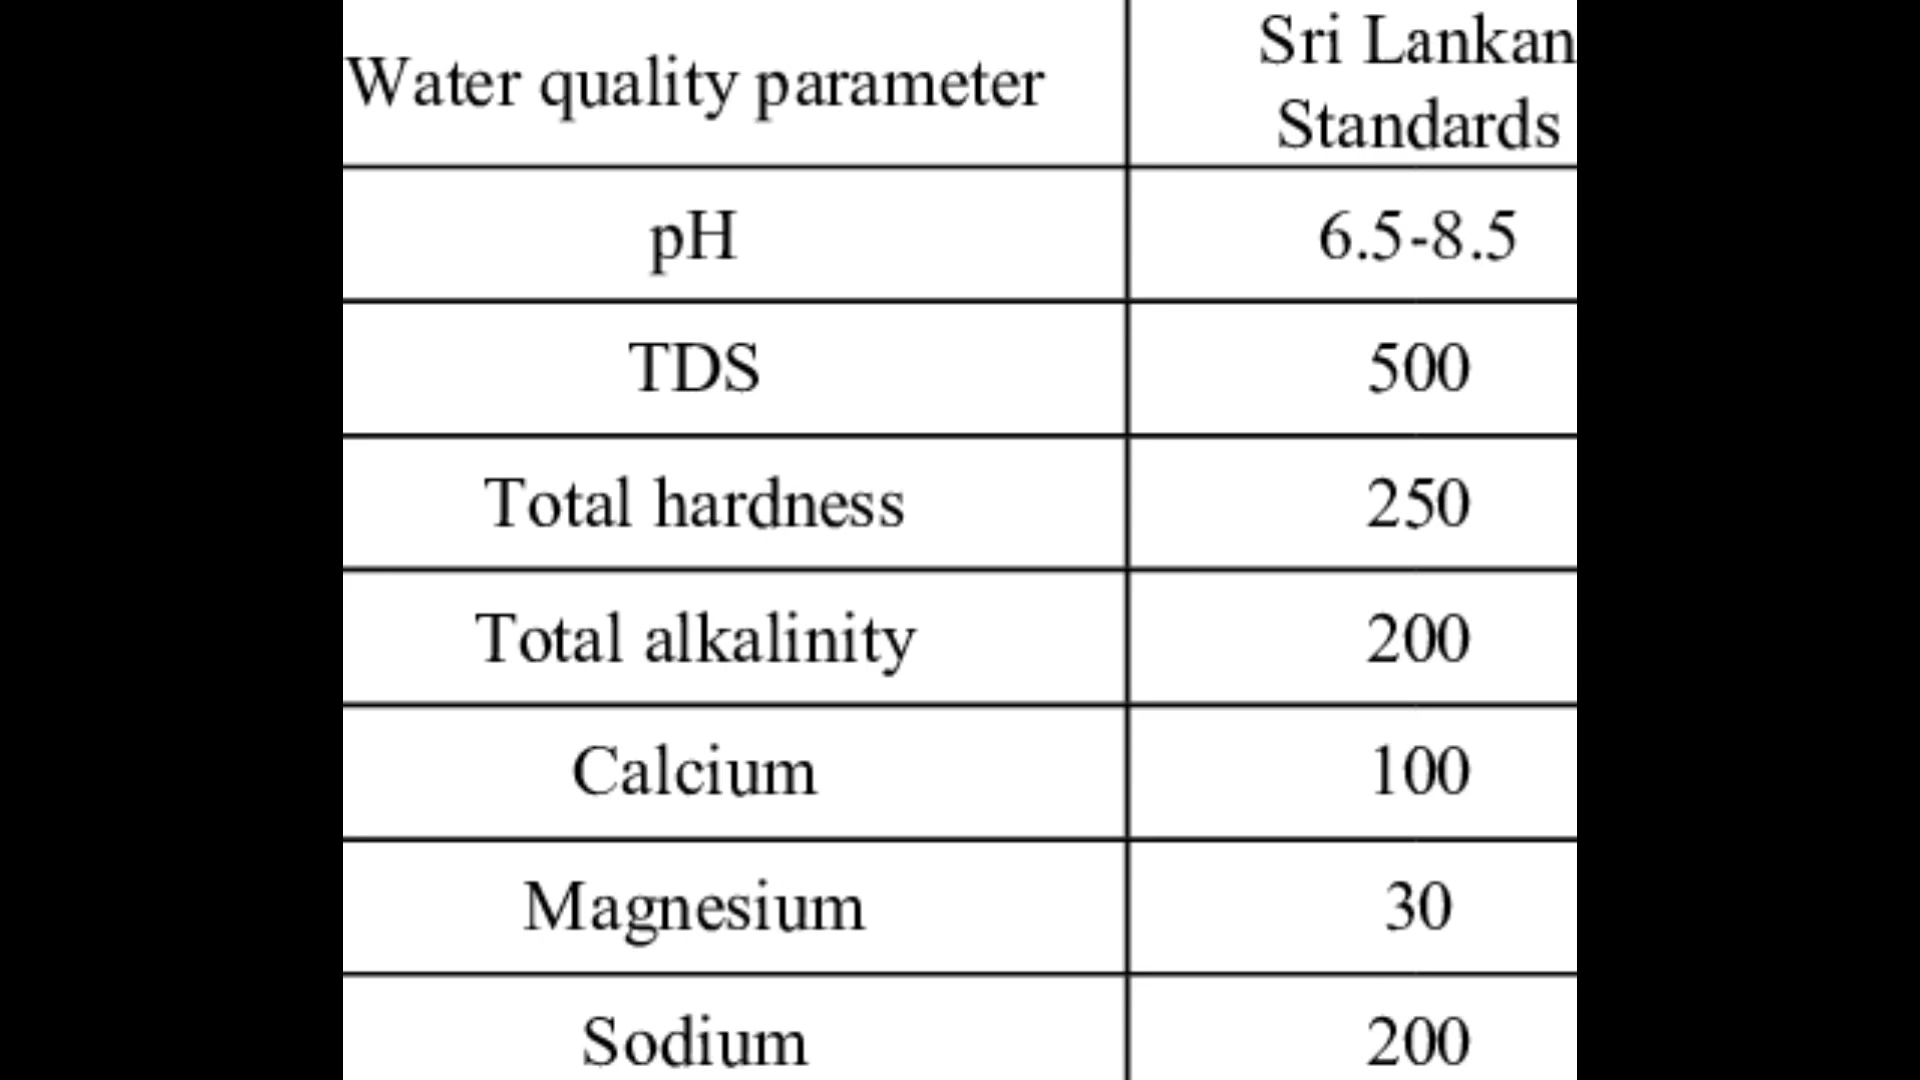 Water quality parameter
Sri Lankan
Standards
pH 6.5-8.5
TDS 500
Total hardness 250
Total alkalinity 200
Calcium 100
Magnesium 30
Sodium 200